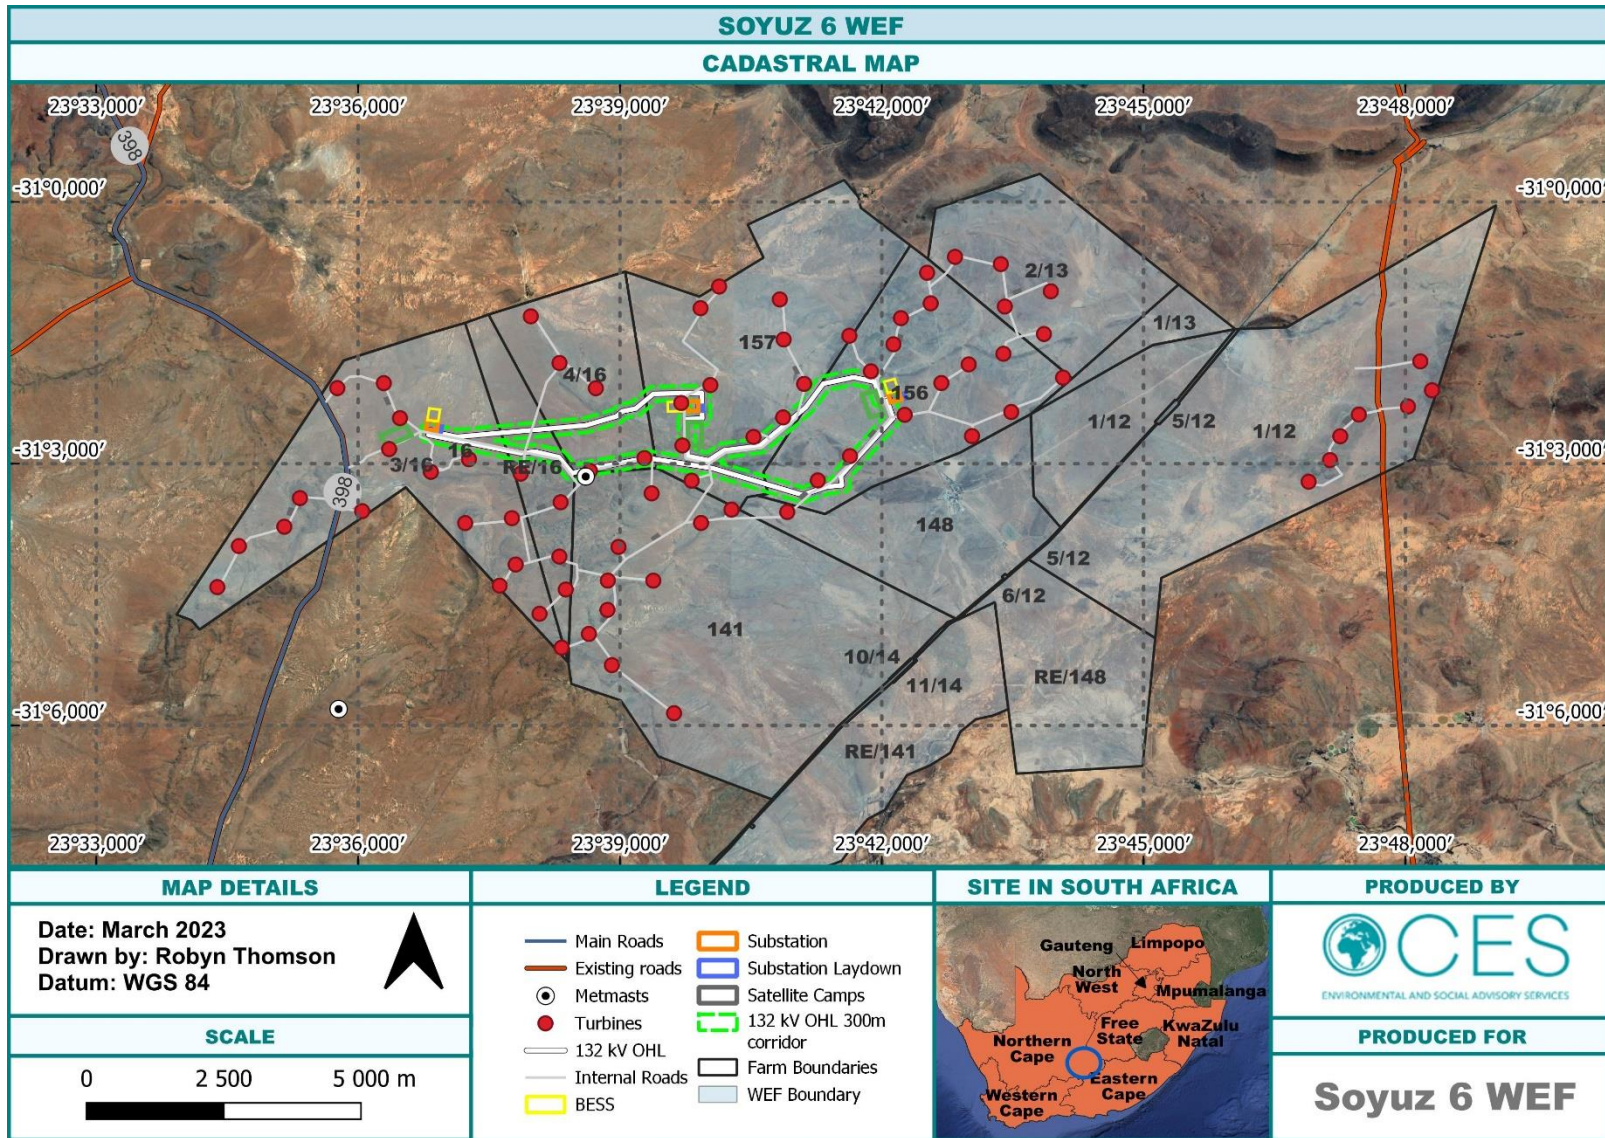 SOYUZ 6 WEF
CADASTRAL MAP
23°33,000′ 23°36,000′ 23°39,000′ 23°42,000′ 23°45,000′ 23°48,000′
398
-31°0,000′ -31°0,000′
2/13
1/13
157
4/16
156
1/12 5/12 1/12
-31°3,000′ -31°3,000′
16
3/16 RE/16
398
148
5/12
6/12
141
10/14
11/14 RE/148
-31°6,000′ -31°6,000′
RE/141
23°33,000′ 23°36,000′ 23°39,000′ 23°42,000′ 23°45,000′ 23°48,000′
MAP DETAILS
Date: March 2023
Drawn by: Robyn Thomson
Datum: WGS 84
SCALE
0 2 500 5 000 m
LEGEND
Main Roads
Existing roads
Metmasts
Turbines
132 kV OHL
Internal Roads
BESS
Substation
Substation Laydown
Satellite Camps
132 kV OHL 300m
corridor
Farm Boundaries
WEF Boundary
SITE IN SOUTH AFRICA
Gauteng Limpopo
North
West
Mpumalanga
Free
State
KwaZulu
Natal
Northern
Cape
Eastern
Cape
Western
Cape
PRODUCED BY
CES
ENVIRONMENTAL AND SOCIAL ADVISORY SERVICES
PRODUCED FOR
Soyuz 6 WEF